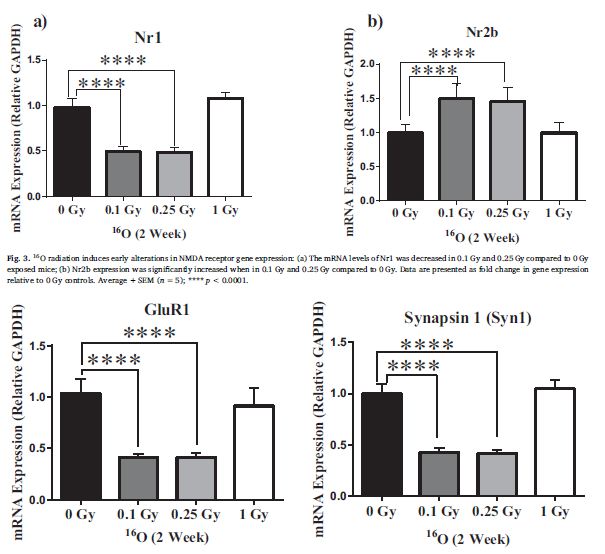 a)
Nr1
mRNA Expression (Relative GAPDH)
1.5
1.0
0.5
0.0
****
****
0 Gy 0.1 Gy 0.25 Gy 1 Gy
¹⁶O (2 Week)
b)
Nr2b
mRNA Expression (Relative GAPDH)
2.0
1.5
1.0
0.5
0.0
****
****
0 Gy 0.1 Gy 0.25 Gy 1 Gy
¹⁶O (2 Week)
Fig. 3. ¹⁶O radiation induces early alterations in NMDA receptor gene expression: (a) The mRNA levels of Nr1 was decreased in 0.1 Gy and 0.25 Gy compared to 0 Gy
exposed mice; (b) Nr2b expression was significantly increased when in 0.1 Gy and 0.25 Gy compared to 0 Gy. Data are presented as fold change in gene expression
relative to 0 Gy controls. Average + SEM (n = 5); ****p < 0.0001.
GluR1
mRNA Expression (Relative GAPDH)
1.5
1.0
0.5
0.0
****
****
0 Gy 0.1 Gy 0.25 Gy 1 Gy
¹⁶O (2 Week)
Synapsin 1 (Syn1)
mRNA Expression (Relative GAPDH)
1.5
1.0
0.5
0.0
****
****
0 Gy 0.1 Gy 0.25 Gy 1 Gy
¹⁶O (2 Week)